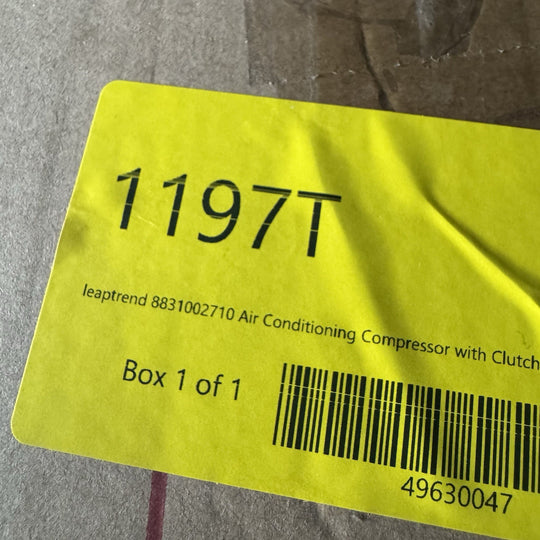 1197T
leaptrend 8831002710 Air Conditioning Compressor with Clutch
Box 1 of 1
49630047